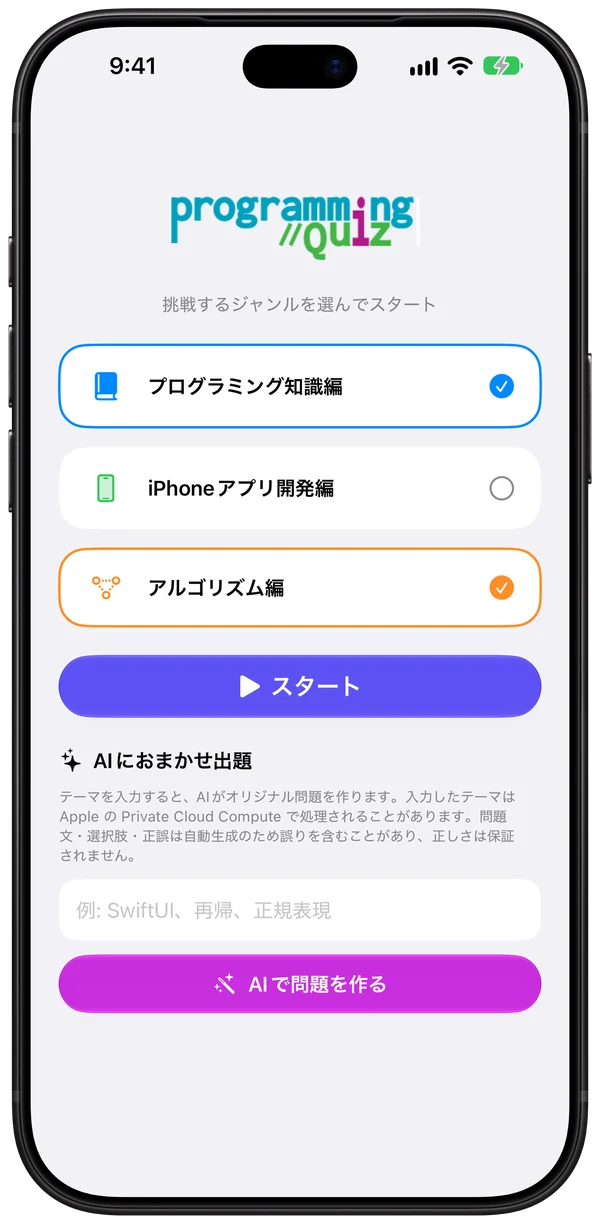 9:41
programming
//Quiz
挑戦するジャンルを選んでスタート
プログラミング知識編
iPhoneアプリ開発編
アルゴリズム編
スタート
AIにおまかせ出題
テーマを入力すると、AIがオリジナル問題を作ります。入力したテーマは
Apple の Private Cloud Compute で処理されることがあります。問題
文・選択肢・正誤は自動生成のため誤りを含むことがあり、正しさは保証
されません。
例: SwiftUI、再帰、正規表現
AIで問題を作る